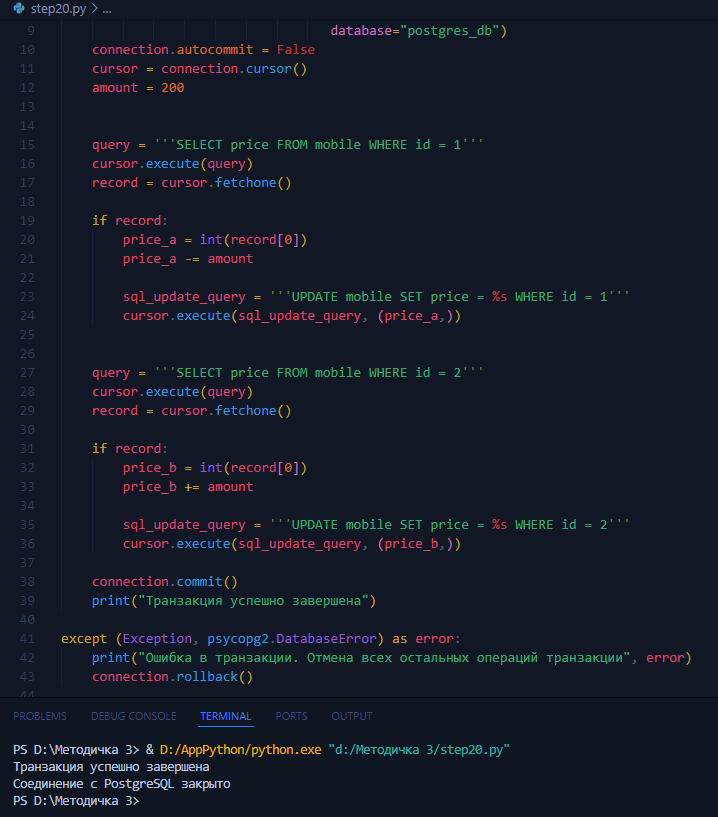 step20.py > ...
9 database="postgres_db")
10 connection.autocommit = False
11 cursor = connection.cursor()
12 amount = 200
13
14
15 query = '''SELECT price FROM mobile WHERE id = 1'''
16 cursor.execute(query)
17 record = cursor.fetchone()
18
19 if record:
20 price_a = int(record[0])
21 price_a -= amount
22
23 sql_update_query = '''UPDATE mobile SET price = %s WHERE id = 1'''
24 cursor.execute(sql_update_query, (price_a,))
25
26
27 query = '''SELECT price FROM mobile WHERE id = 2'''
28 cursor.execute(query)
29 record = cursor.fetchone()
30
31 if record:
32 price_b = int(record[0])
33 price_b += amount
34
35 sql_update_query = '''UPDATE mobile SET price = %s WHERE id = 2'''
36 cursor.execute(sql_update_query, (price_b,))
37
38 connection.commit()
39 print("Транзакция успешно завершена")
40
41 except (Exception, psycopg2.DatabaseError) as error:
42 print("Ошибка в транзакции. Отмена всех остальных операций транзакции", error)
43 connection.rollback()
44
PROBLEMS DEBUG CONSOLE TERMINAL PORTS OUTPUT
PS D:\Методичка 3> & D:/AppPython/python.exe "d:/Методичка 3/step20.py"
Транзакция успешно завершена
Соединение с PostgreSQL закрыто
PS D:\Методичка 3>